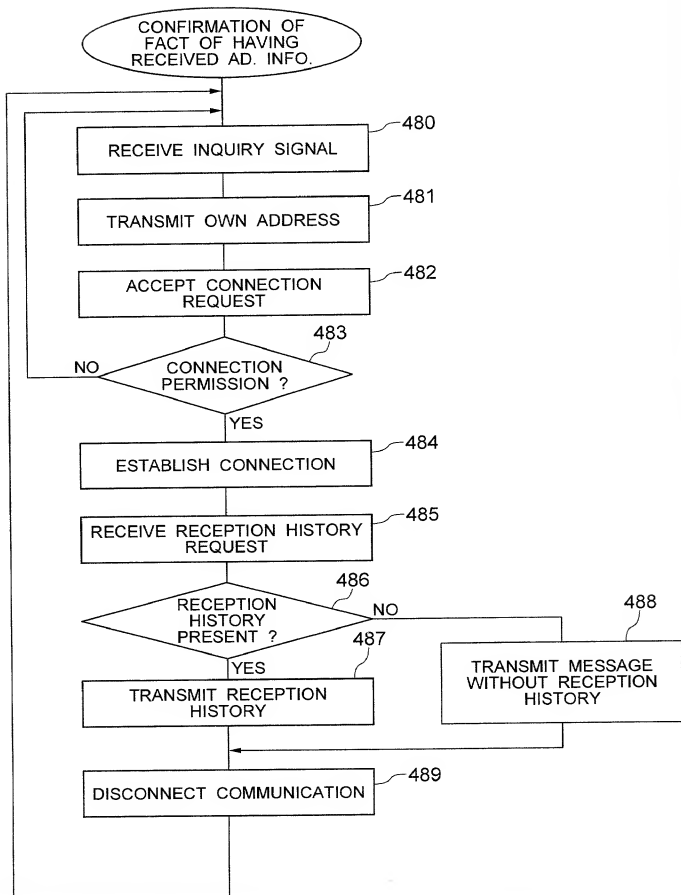 CONFIRMATION OF
FACT OF HAVING
RECEIVED AD. INFO.
480
RECEIVE INQUIRY SIGNAL
481
TRANSMIT OWN ADDRESS
482
ACCEPT CONNECTION
REQUEST
483
NO
CONNECTION
PERMISSION ?
YES
484
ESTABLISH CONNECTION
485
RECEIVE RECEPTION HISTORY
REQUEST
486
RECEPTION
HISTORY
PRESENT ?
NO
YES
487
TRANSMIT RECEPTION
HISTORY
488
TRANSMIT MESSAGE
WITHOUT RECEPTION
HISTORY
489
DISCONNECT COMMUNICATION